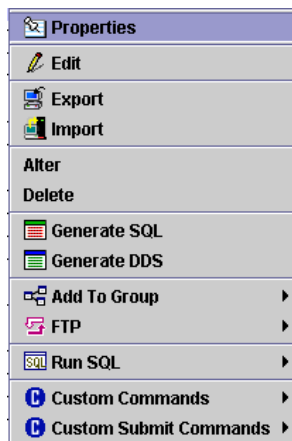 Properties
Edit
Export
Import
Alter
Delete
Generate SQL
Generate DDS
Add To Group
FTP
SQL Run SQL
C Custom Commands
C Custom Submit Commands